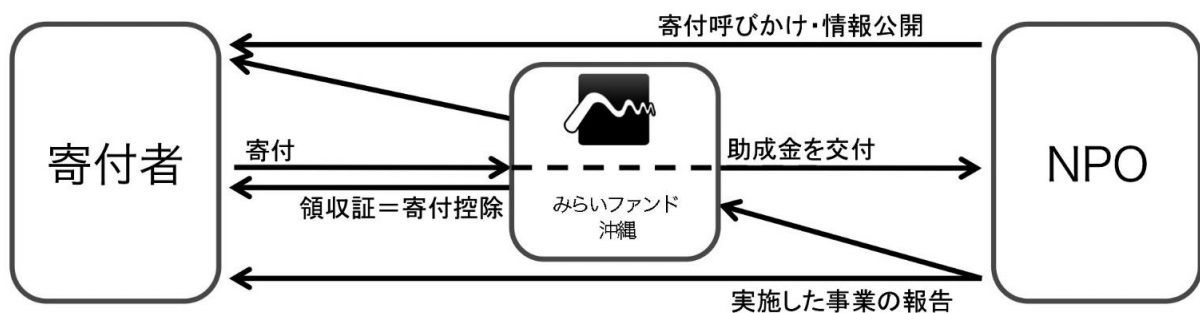 寄付呼びかけ・情報公開
寄付者
寄付
助成金を交付
NPO
領収証＝寄付控除
みらいファンド
沖縄
実施した事業の報告